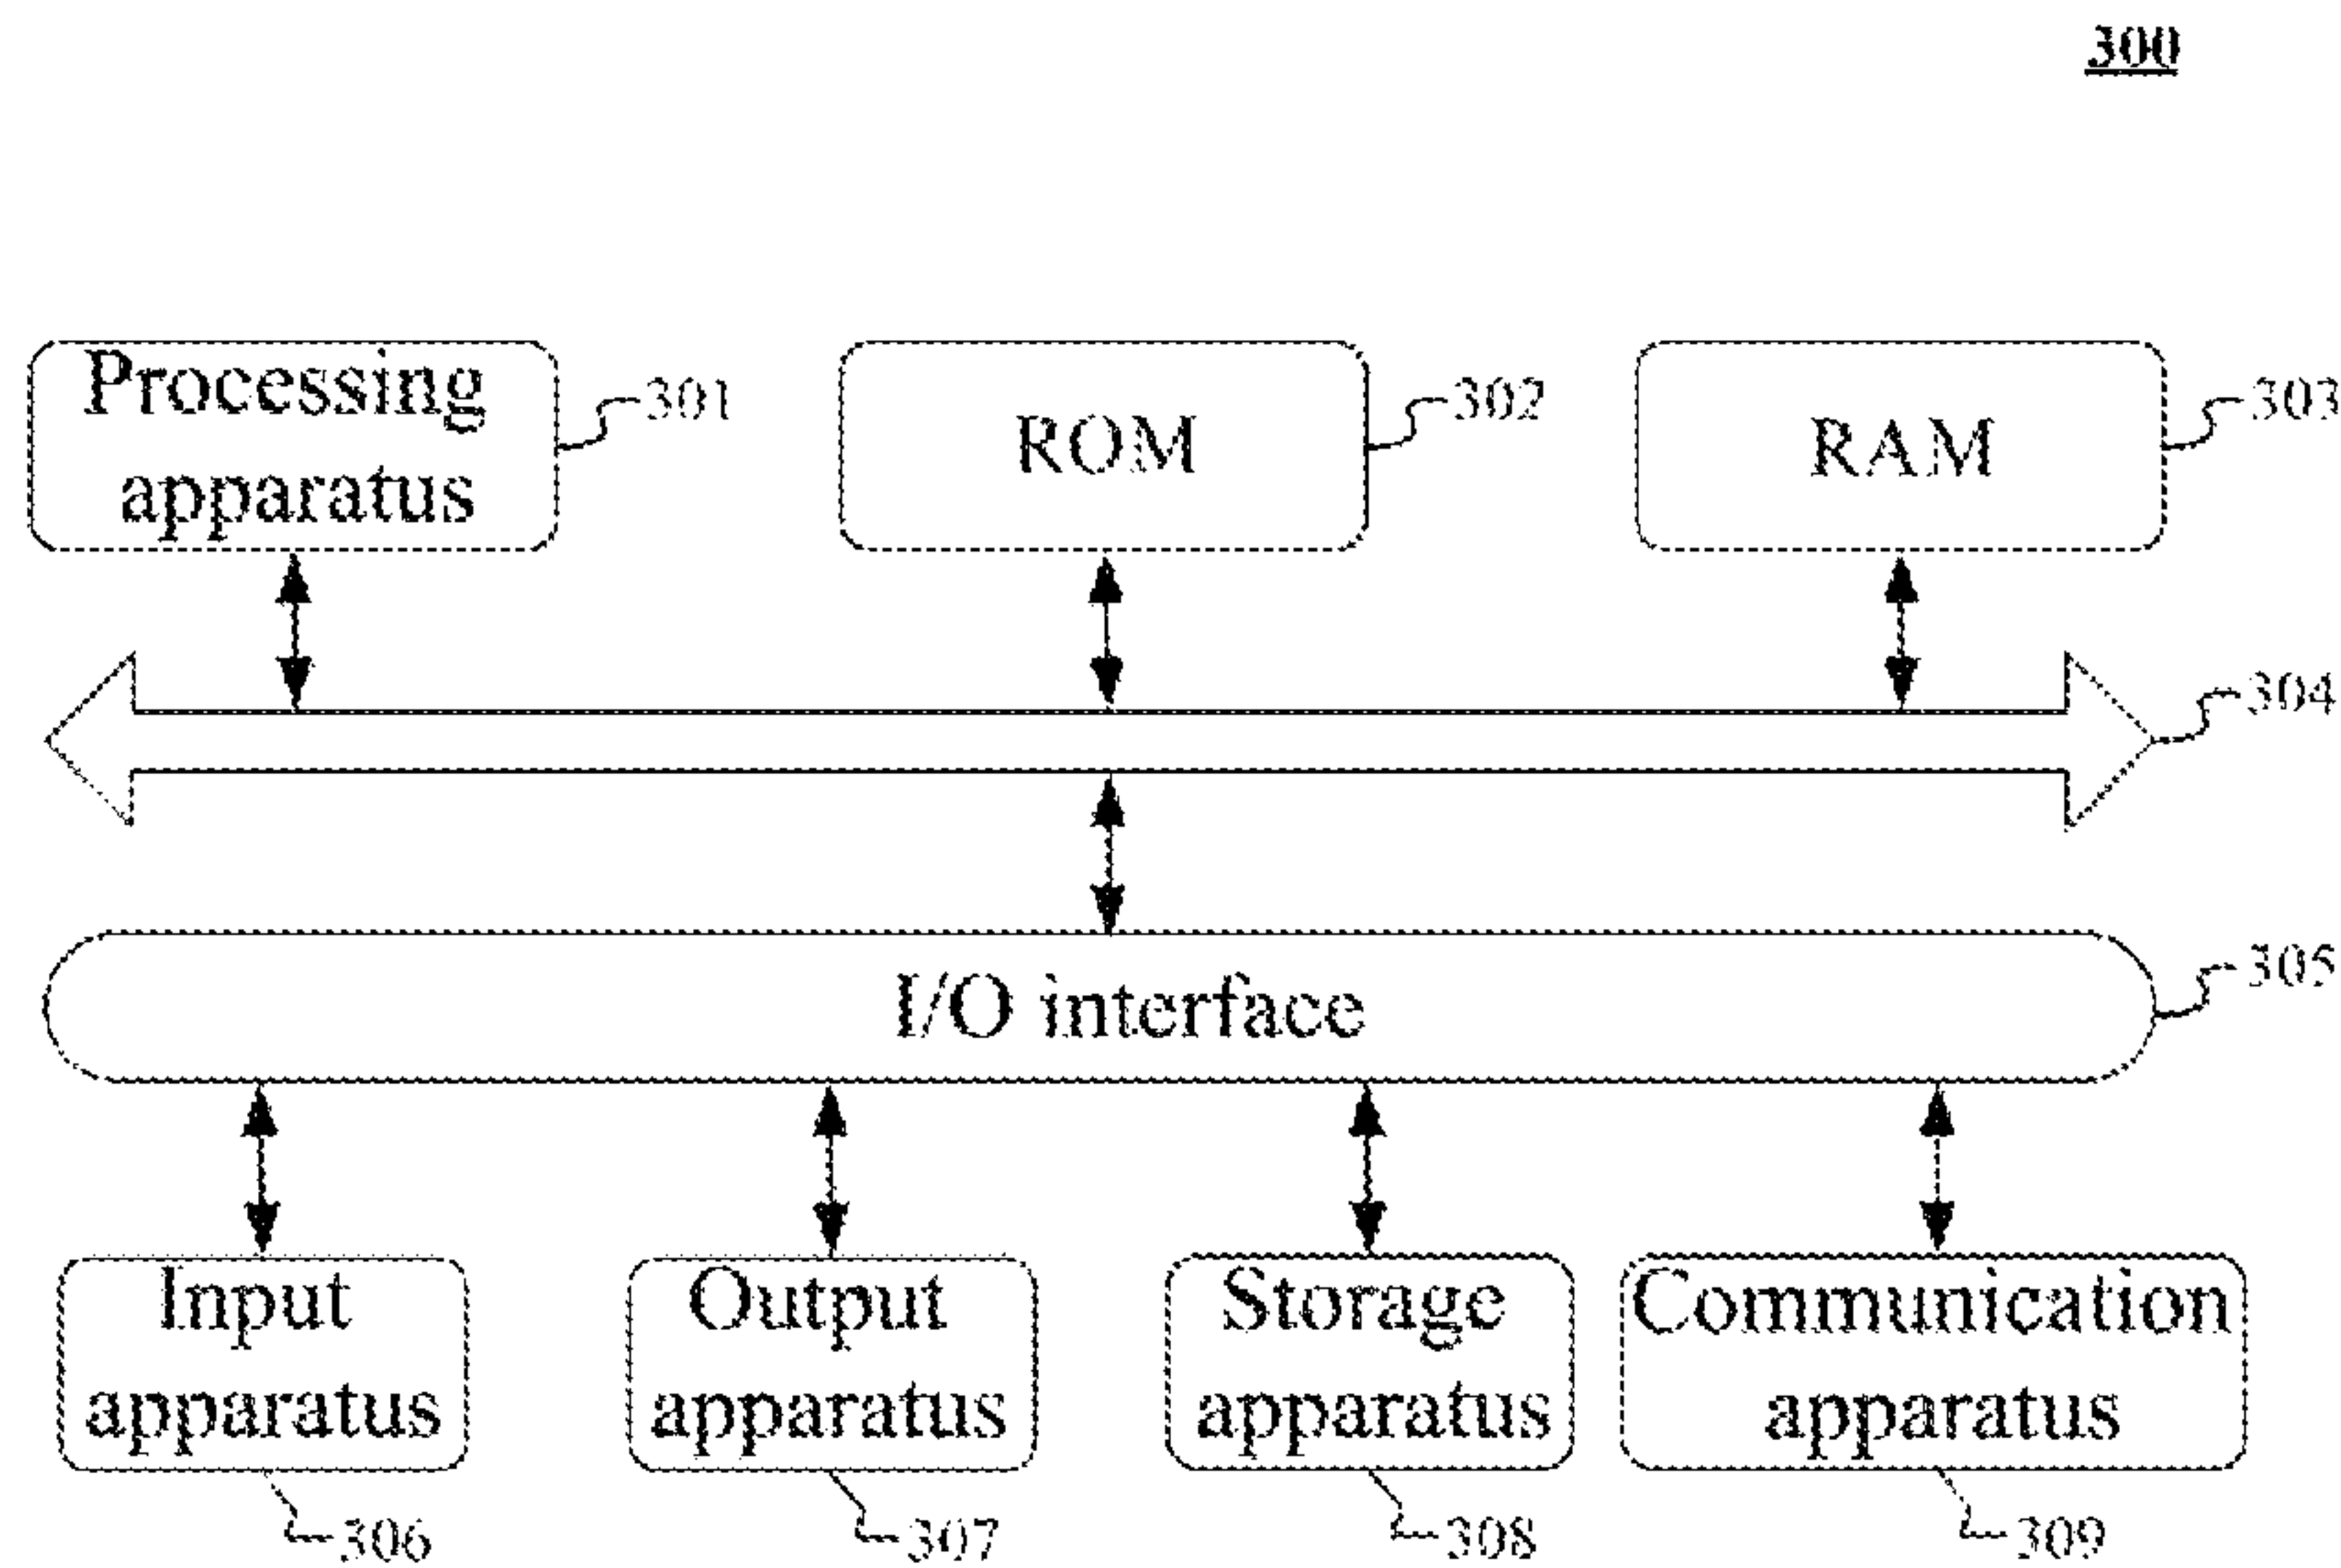 300
Processing
apparatus
301
ROM
302
RAM
303
304
I/O interface
305
Input
apparatus
306
Output
apparatus
307
Storage
apparatus
308
Communication
apparatus
309